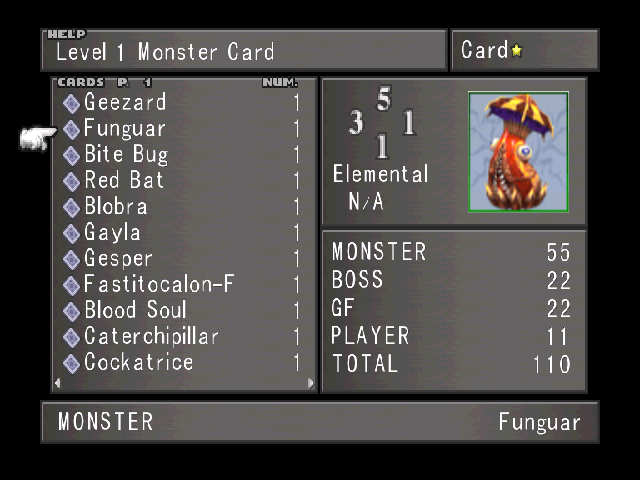 HELP
Level 1 Monster Card
Card
CARDS P. 1 NUM.
Geezard 1
Funguar 1
Bite Bug 1
Red Bat 1
Blobra 1
Gayla 1
Gesper 1
Fastitocalon-F 1
Blood Soul 1
Caterchipillar 1
Cockatrice 1
5
3 1
1
Elemental
N/A
MONSTER 55
BOSS 22
GF 22
PLAYER 11
TOTAL 110
MONSTER Funguar